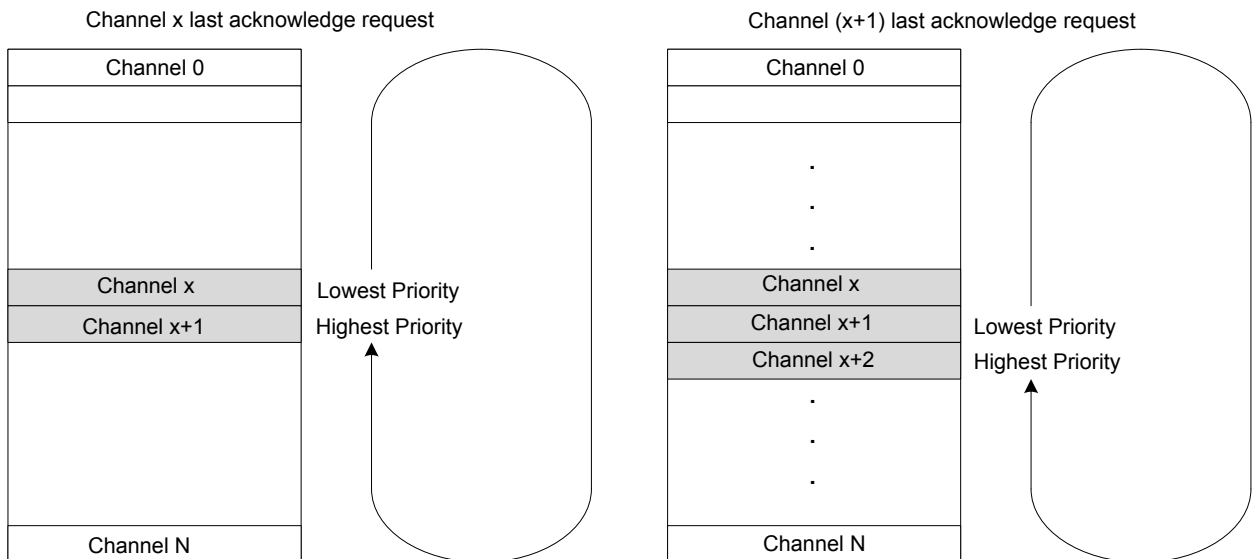 Channel x last acknowledge request
Channel 0
Channel x
Lowest Priority
Channel x+1
Highest Priority
Channel N
Channel (x+1) last acknowledge request
Channel 0
.
.
.
Channel x
Channel x+1
Lowest Priority
Channel x+2
Highest Priority
.
.
.
Channel N